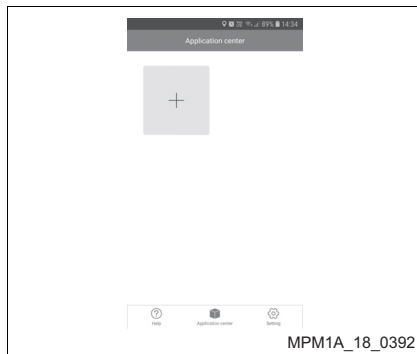 89% 14:34
Application center
Help Application center Setting
MPM1A_18_0392